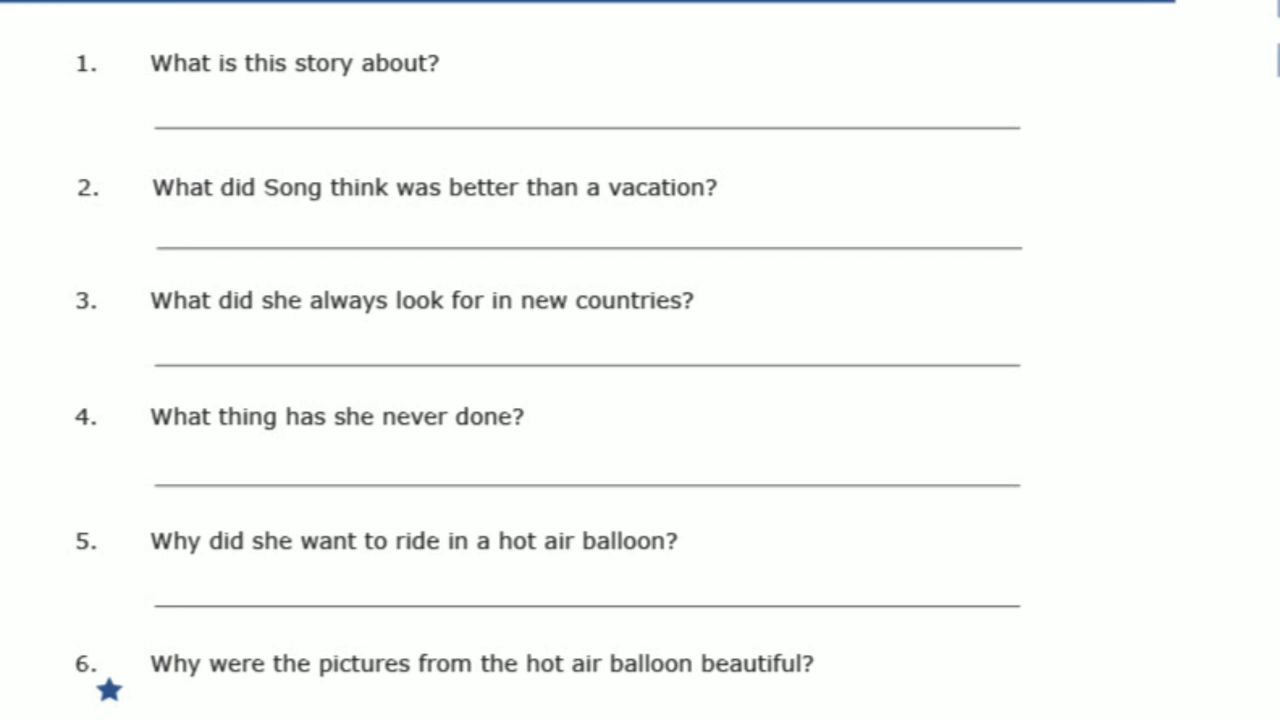 1. What is this story about?
2. What did Song think was better than a vacation?
3. What did she always look for in new countries?
4. What thing has she never done?
5. Why did she want to ride in a hot air balloon?
6. Why were the pictures from the hot air balloon beautiful?